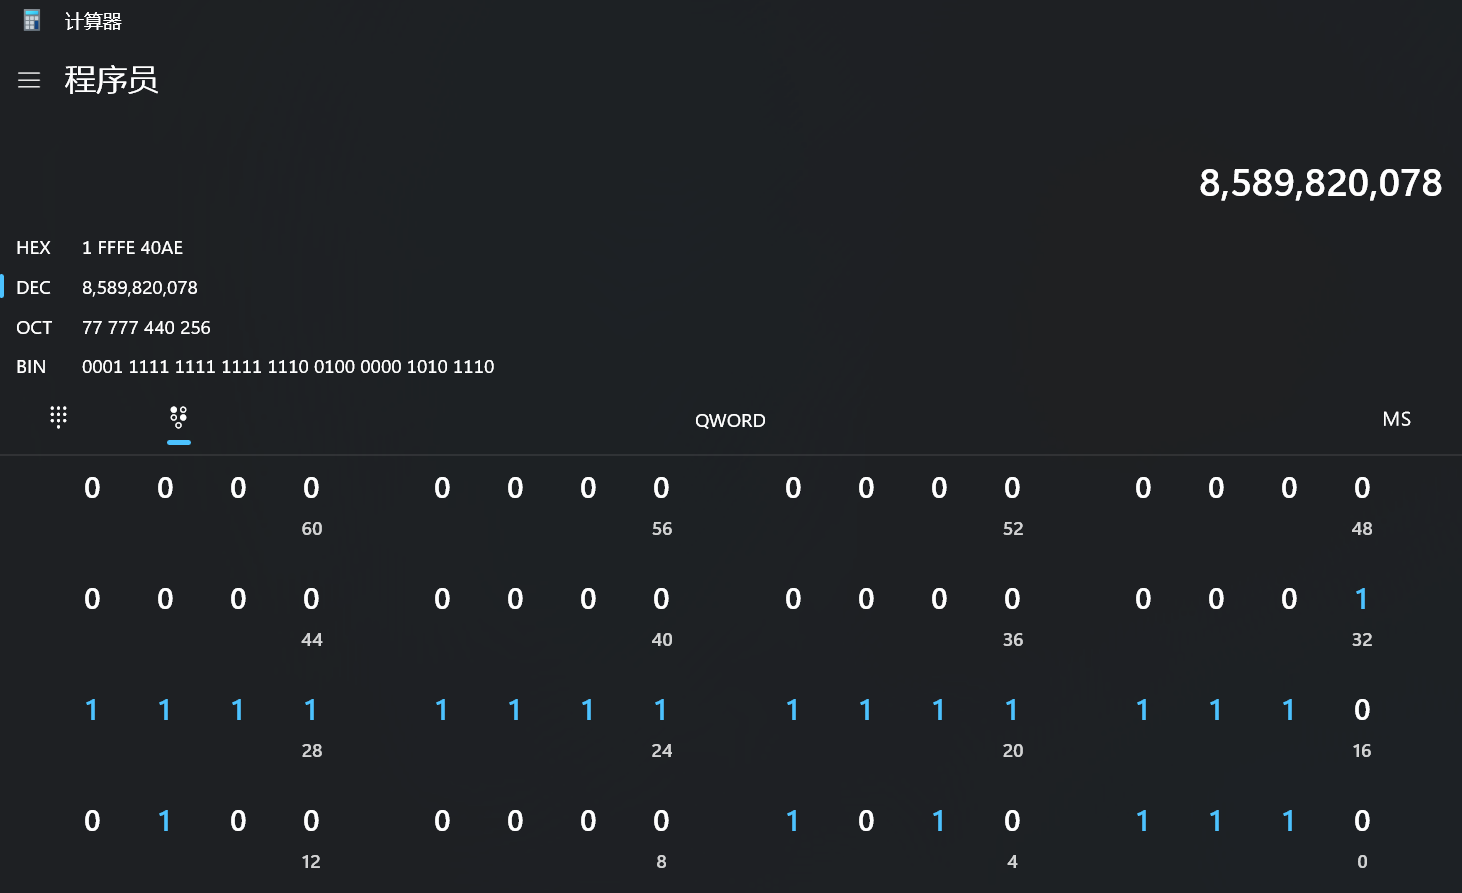 计算器
程序员
8,589,820,078
HEX 1 FFFE 40AE
DEC 8,589,820,078
OCT 77 777 440 256
BIN 0001 1111 1111 1111 1110 0100 0000 1010 1110
QWORD MS
0 0 0 0 0 0 0 0 0 0 0 0 0 0 0 0
60 56 52 48
0 0 0 0 0 0 0 0 0 0 0 0 0 0 0 1
44 40 36 32
1 1 1 1 1 1 1 1 1 1 1 1 1 1 1 0
28 24 20 16
0 1 0 0 0 0 0 0 1 0 1 0 1 1 1 0
12 8 4 0